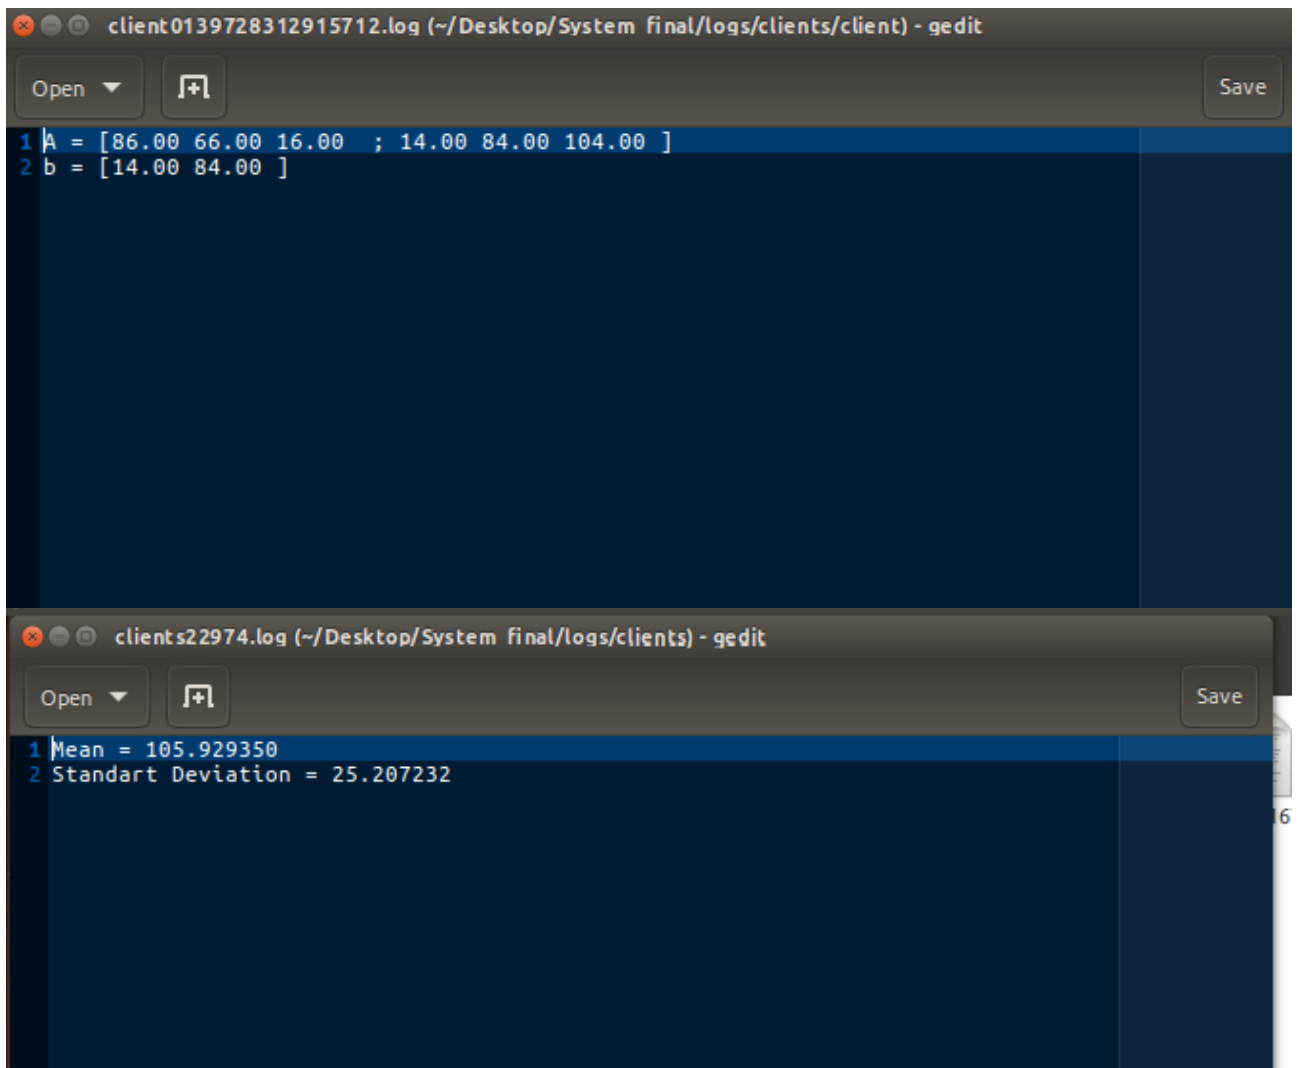 client0139728312915712.log (~/Desktop/System final/logs/clients/client) - gedit
Open
Save
1 A = [86.00 66.00 16.00  ; 14.00 84.00 104.00 ]
2 b = [14.00 84.00 ]
clients22974.log (~/Desktop/System final/logs/clients) - gedit
Open
Save
1 Mean = 105.929350
2 Standart Deviation = 25.207232